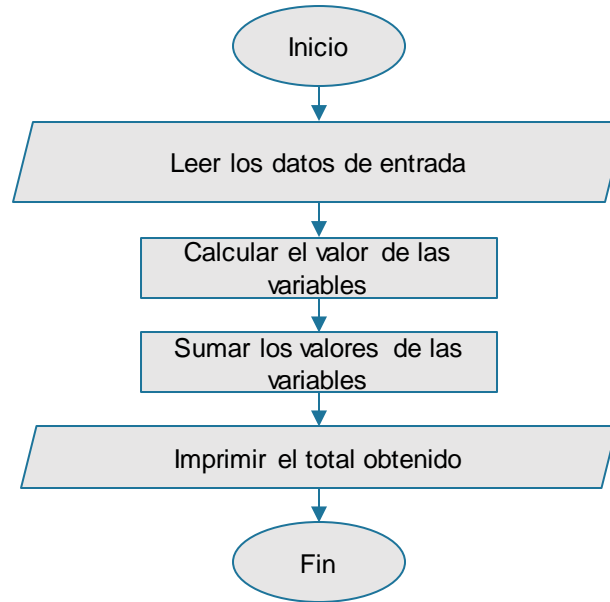 Inicio
Leer los datos de entrada
Calcular el valor de las
variables
Sumar los valores de las
variables
Imprimir el total obtenido
Fin